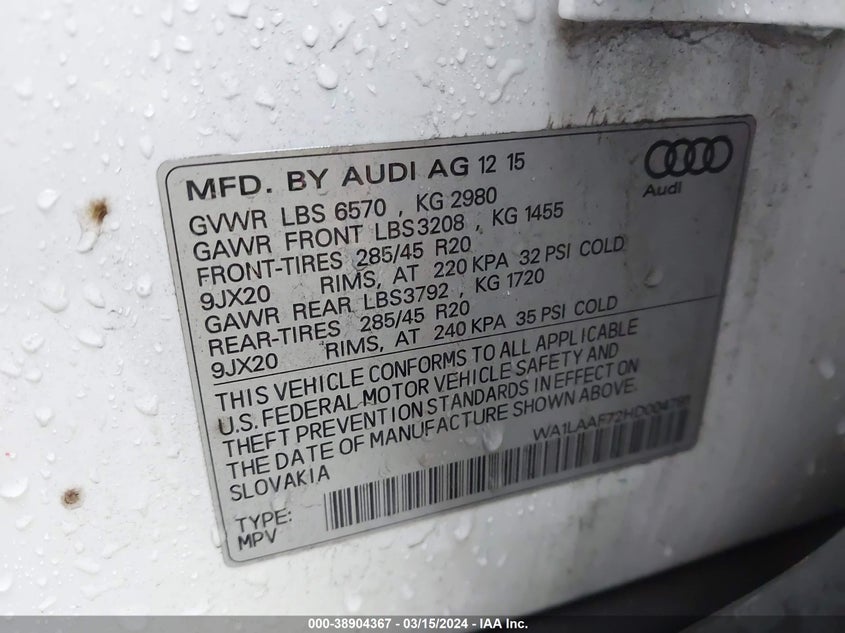 MFD. BY AUDI AG 12 15
Audi
GVWR LBS 6570 , KG 2980
GAWR FRONT LBS3208 , KG 1455
FRONT-TIRES 285/45 R20
9JX20 RIMS, AT 220 KPA 32 PSI COLD
GAWR REAR LBS3792 , KG 1720
REAR-TIRES 285/45 R20
9JX20 RIMS, AT 240 KPA 35 PSI COLD
THIS VEHICLE CONFORMS TO ALL APPLICABLE
U.S. FEDERAL MOTOR VEHICLE SAFETY AND
THEFT PREVENTION STANDARDS IN EFFECT ON
THE DATE OF MANUFACTURE SHOWN ABOVE.
SLOVAKIA
WA1LAAF72HD004791
TYPE:
MPV
000-38904367 / 03/15/2024 - IAA Inc.